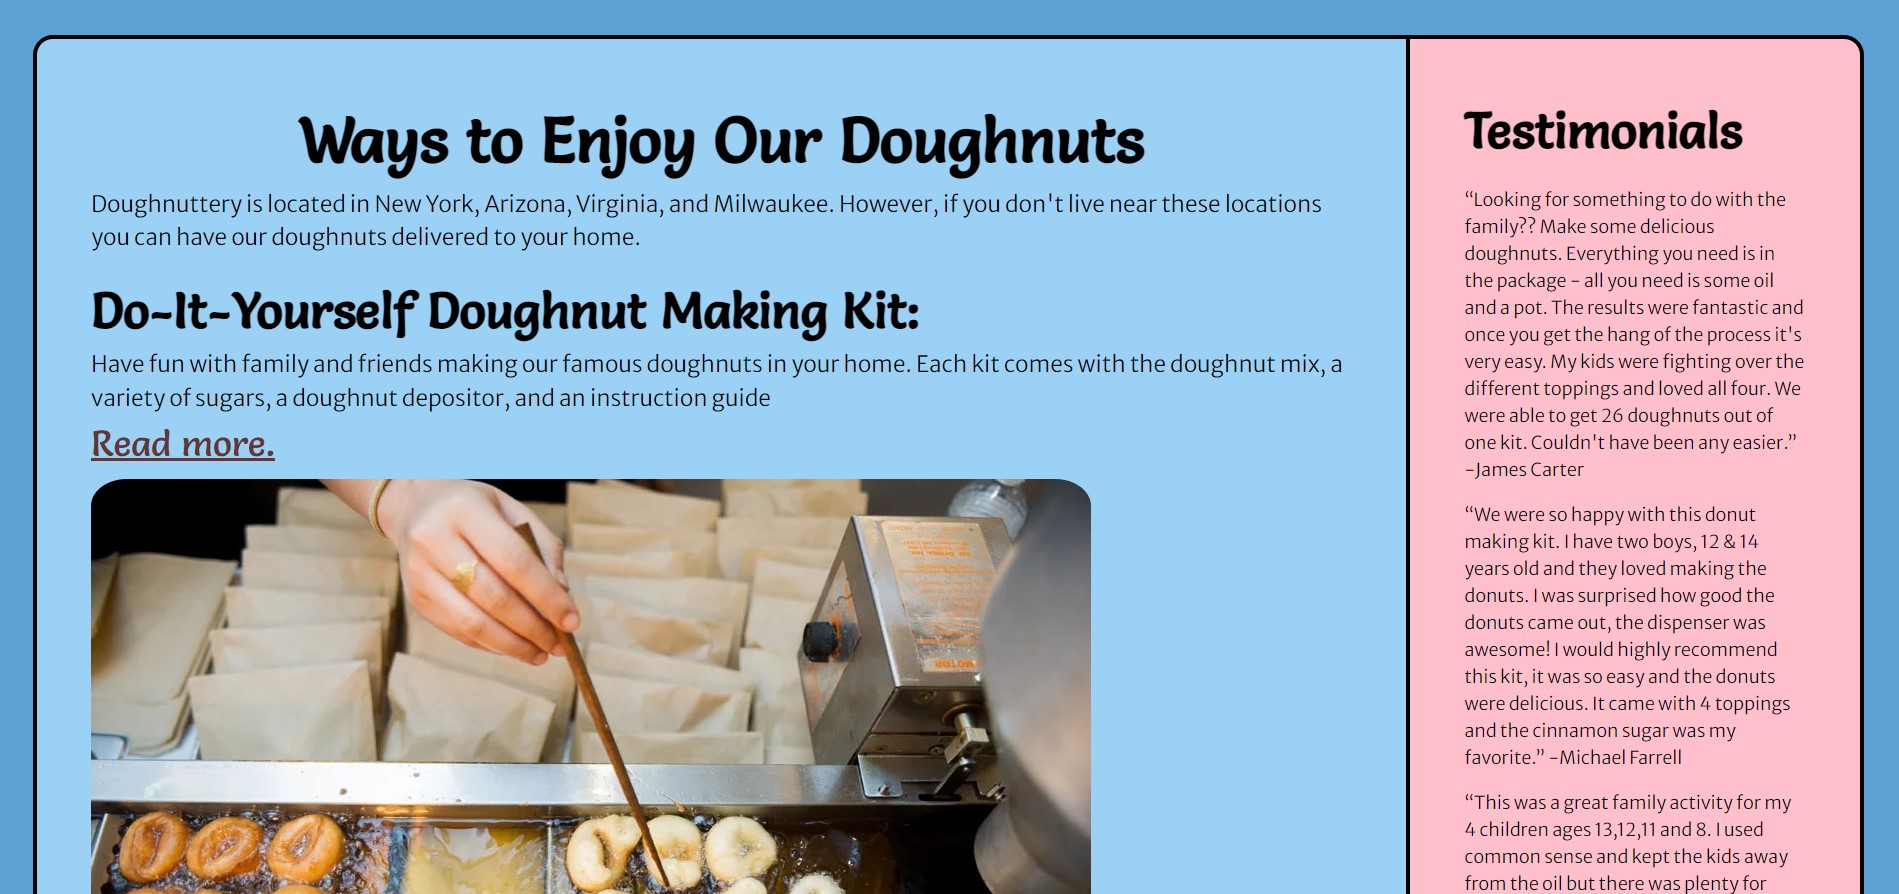 Ways to Enjoy Our Doughnuts
Doughnuttery is located in New York, Arizona, Virginia, and Milwaukee. However, if you don't live near these locations
you can have our doughnuts delivered to your home.
Do-It-Yourself Doughnut Making Kit:
Have fun with family and friends making our famous doughnuts in your home. Each kit comes with the doughnut mix, a
variety of sugars, a doughnut depositor, and an instruction guide
Read more.
MOTOR
Testimonials
“Looking for something to do with the
family?? Make some delicious
doughnuts. Everything you need is in
the package - all you need is some oil
and a pot. The results were fantastic and
once you get the hang of the process it's
very easy. My kids were fighting over the
different toppings and loved all four. We
were able to get 26 doughnuts out of
one kit. Couldn't have been any easier.”
-James Carter
“We were so happy with this donut
making kit. I have two boys, 12 & 14
years old and they loved making the
donuts. I was surprised how good the
donuts came out, the dispenser was
awesome! I would highly recommend
this kit, it was so easy and the donuts
were delicious. It came with 4 toppings
and the cinnamon sugar was my
favorite.” -Michael Farrell
“This was a great family activity for my
4 children ages 13,12,11 and 8. I used
common sense and kept the kids away
from the oil but there was plenty for